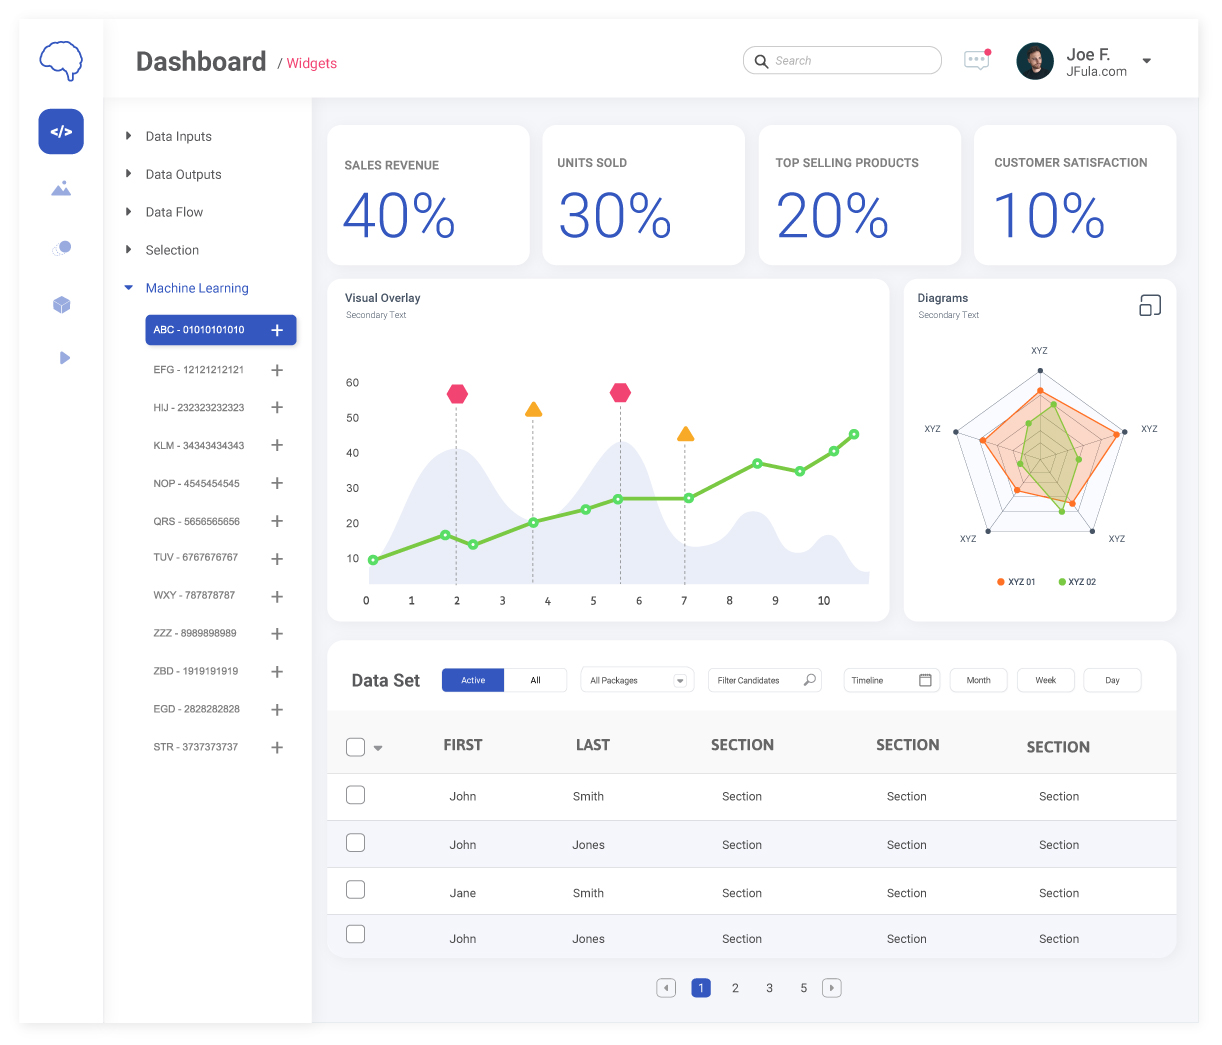 Dashboard / Widgets
Search
Joe F.
JFula.com
</>
Data Inputs
Data Outputs
Data Flow
Selection
Machine Learning
ABC - 01010101010
EFG - 12121212121
HIJ - 232323232323
KLM - 34343434343
NOP - 4545454545
QRS - 5656565656
TUV - 6767676767
WXY - 787878787
ZZZ - 8989898989
ZBD - 1919191919
EGD - 2828282828
STR - 3737373737
SALES REVENUE
40%
UNITS SOLD
30%
TOP SELLING PRODUCTS
20%
CUSTOMER SATISFACTION
10%
Visual Overlay
Secondary Text
60
50
40
30
20
10
0 1 2 3 4 5 6 7 8 9 10
Diagrams
Secondary Text
XYZ
XYZ
XYZ
XYZ
XYZ
XYZ 01 XYZ 02
Data Set Active All All Packages Filter Candidates Timeline Month Week Day
FIRST LAST SECTION SECTION SECTION
John Smith Section Section Section
John Jones Section Section Section
Jane Smith Section Section Section
John Jones Section Section Section
1 2 3 5